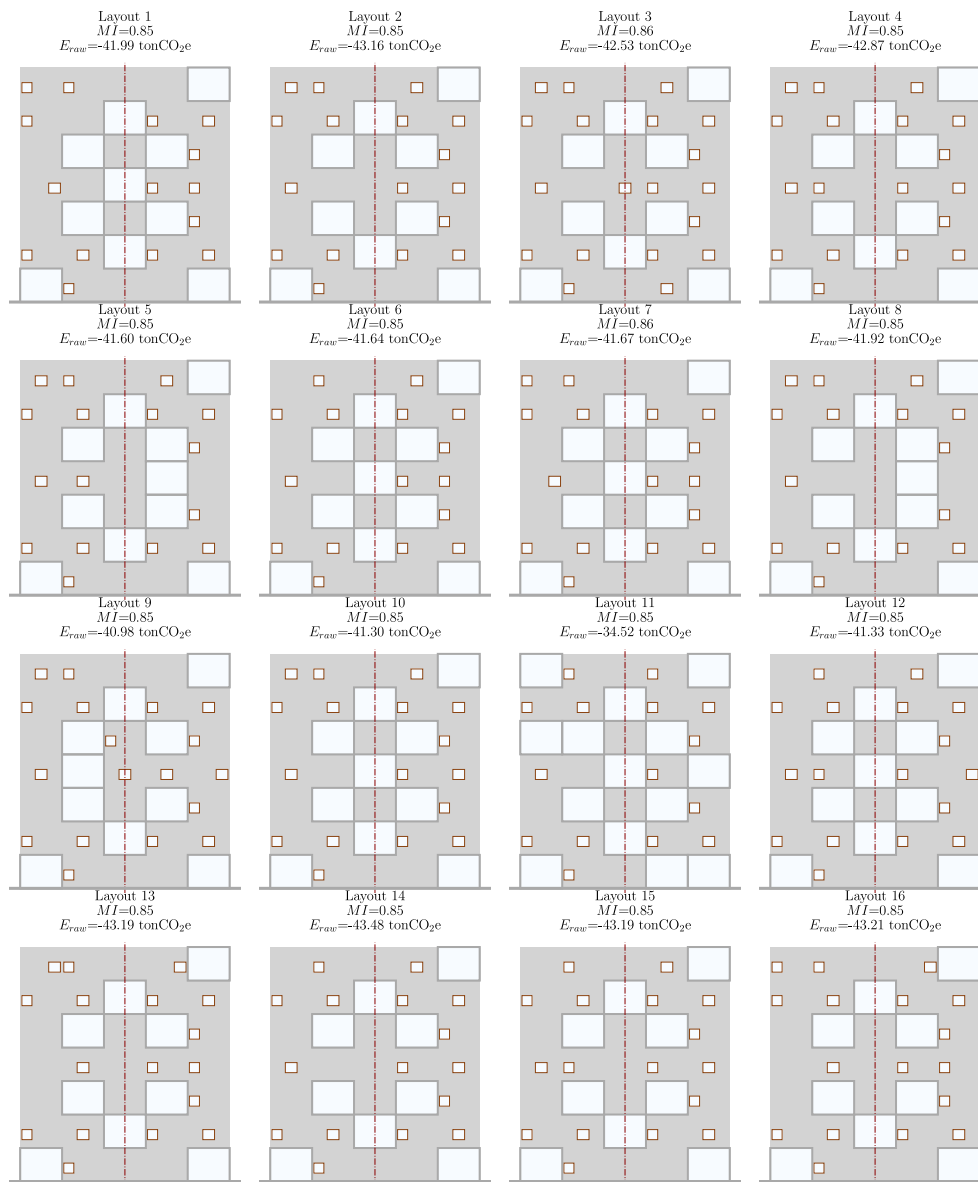 Layout 1
MI=0.85
E_raw=-41.99 tonCO₂e
Layout 2
MI=0.85
E_raw=-43.16 tonCO₂e
Layout 3
MI=0.86
E_raw=-42.53 tonCO₂e
Layout 4
MI=0.85
E_raw=-42.87 tonCO₂e
Layout 5
MI=0.85
E_raw=-41.60 tonCO₂e
Layout 6
MI=0.85
E_raw=-41.64 tonCO₂e
Layout 7
MI=0.86
E_raw=-41.67 tonCO₂e
Layout 8
MI=0.85
E_raw=-41.92 tonCO₂e
Layout 9
MI=0.85
E_raw=-40.98 tonCO₂e
Layout 10
MI=0.85
E_raw=-41.30 tonCO₂e
Layout 11
MI=0.85
E_raw=-34.52 tonCO₂e
Layout 12
MI=0.85
E_raw=-41.33 tonCO₂e
Layout 13
MI=0.85
E_raw=-43.19 tonCO₂e
Layout 14
MI=0.85
E_raw=-43.48 tonCO₂e
Layout 15
MI=0.85
E_raw=-43.19 tonCO₂e
Layout 16
MI=0.85
E_raw=-43.21 tonCO₂e